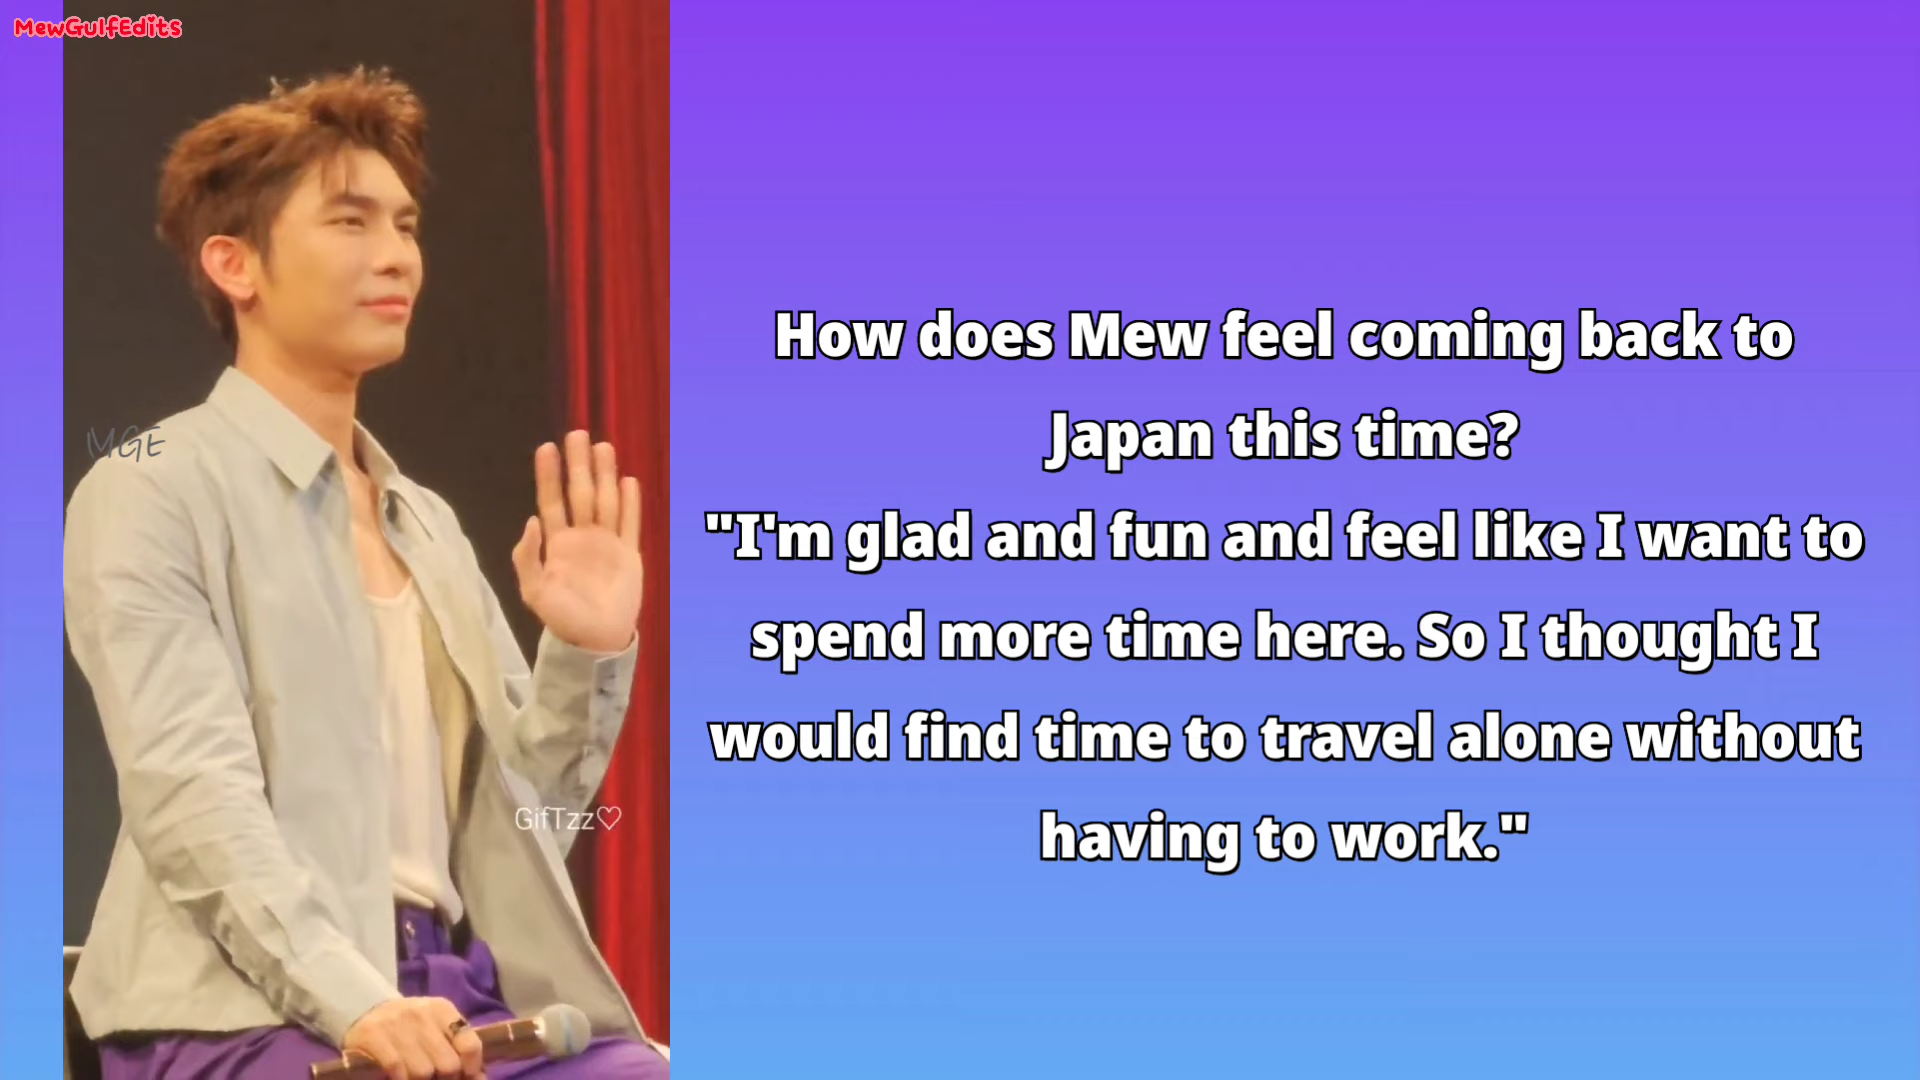 MewGulfEdits
How does Mew feel coming back to
Japan this time?
"I'm glad and fun and feel like I want to
spend more time here. So I thought I
would find time to travel alone without
having to work."
MGE
GifTzz♡